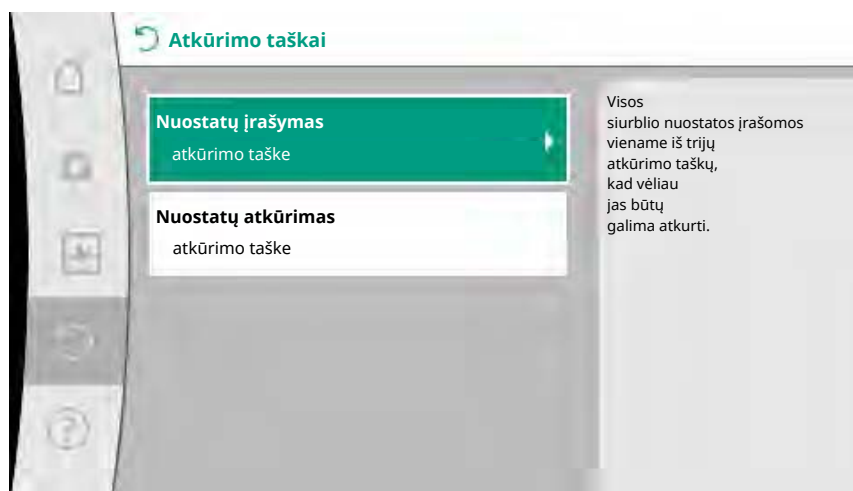 Atkūrimo taškai
Nuostatų įrašymas
atkūrimo taške
Nuostatų atkūrimas
atkūrimo taške
Visos
siurblio nuostatos įrašomos
viename iš trijų
atkūrimo taškų,
kad vėliau
jas būtų
galima atkurti.